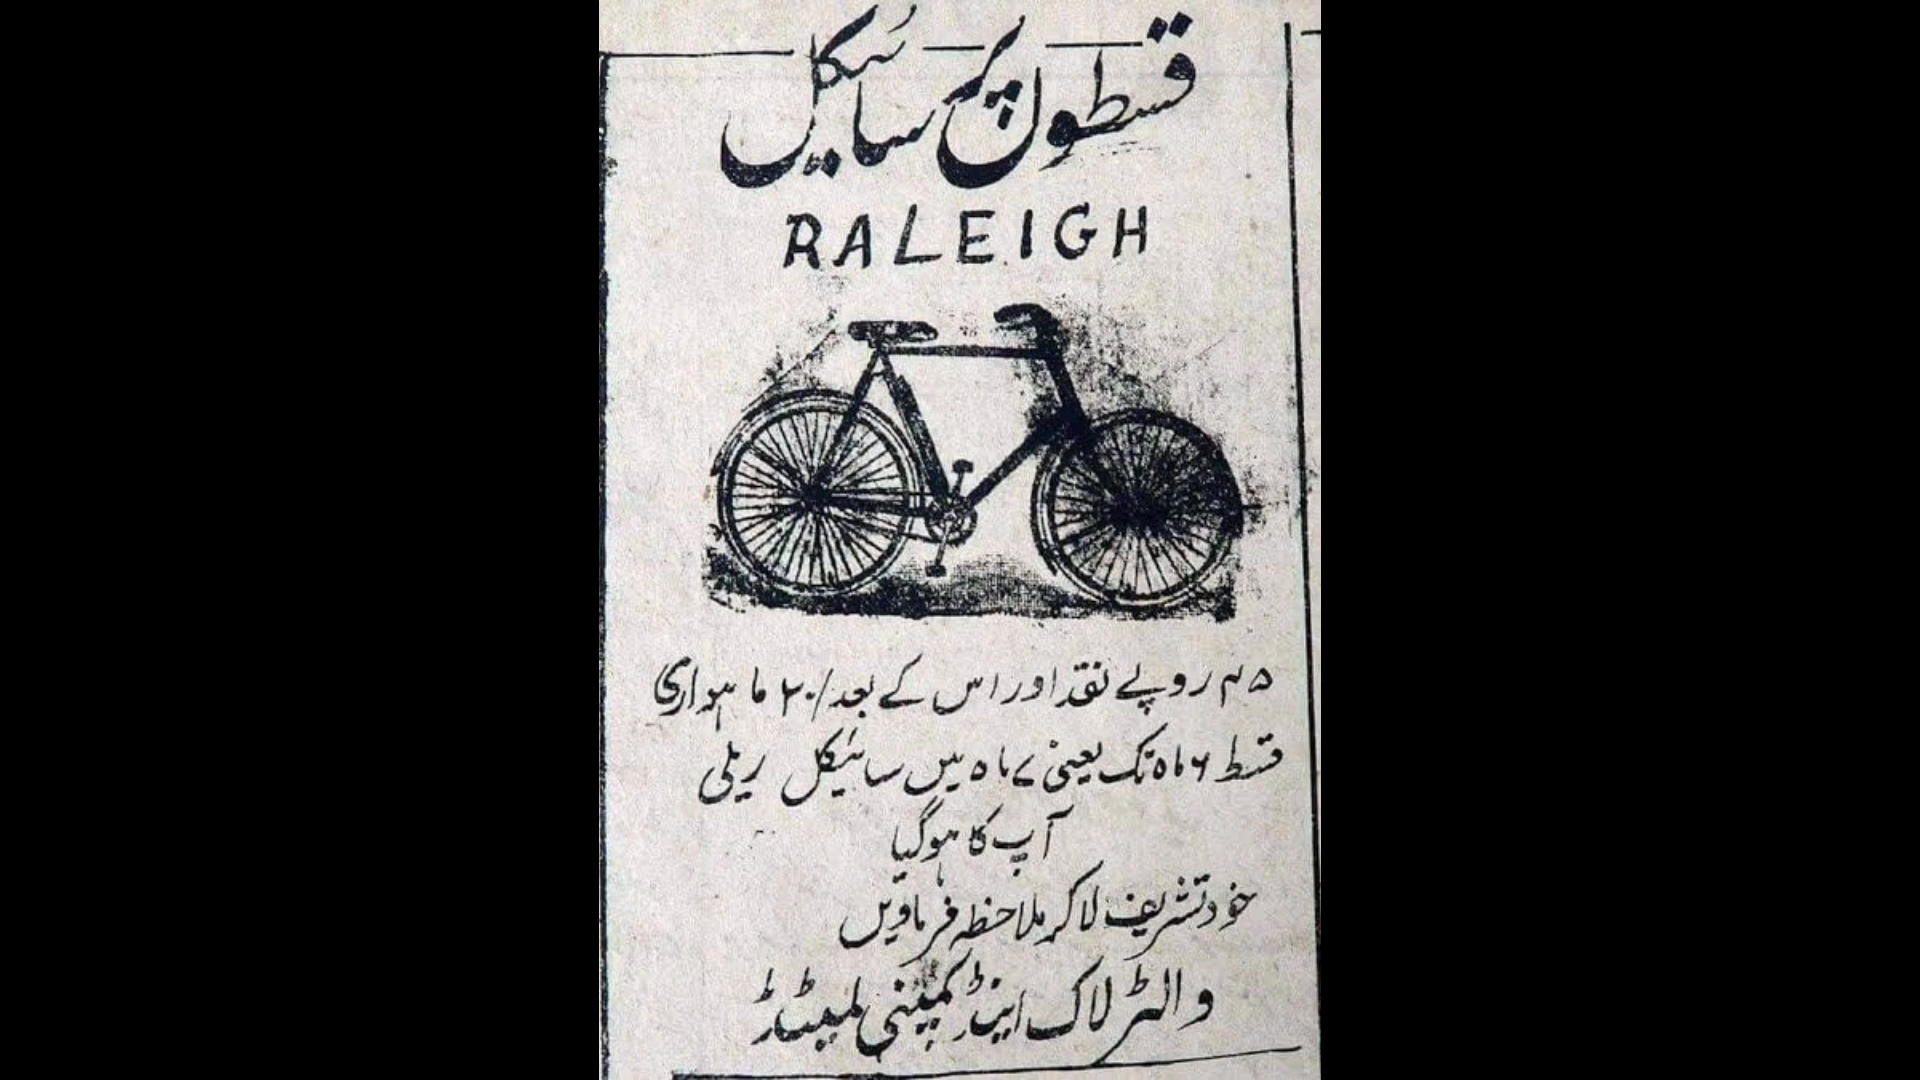 قسطوں پر سائیکل
RALEIGH
۴۵ روپے نقد اور اس کے بعد /۲۰ ماہواری
قسط ۶ ماہ تک یعنی ۷ ماہ میں سائیکل ریلی
آپ کا ہوگیا
خود تشریف لا کر ملاحظہ فرماویں
والٹر لاک اینڈ کمپنی لمیٹڈ